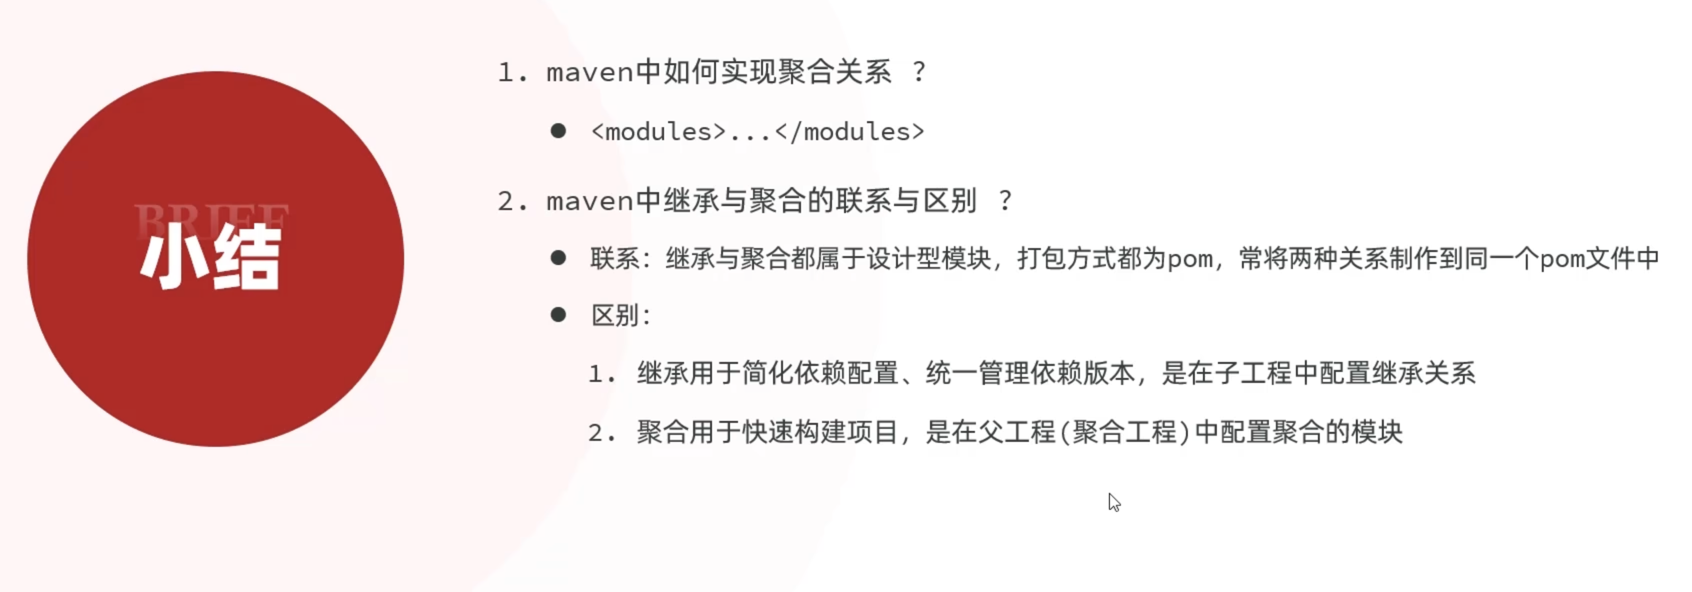 BRIEF
小结
1. maven中如何实现聚合关系 ？
● <modules>...</modules>
2. maven中继承与聚合的联系与区别 ？
● 联系：继承与聚合都属于设计型模块，打包方式都为pom，常将两种关系制作到同一个pom文件中
● 区别：
1. 继承用于简化依赖配置、统一管理依赖版本，是在子工程中配置继承关系
2. 聚合用于快速构建项目，是在父工程(聚合工程)中配置聚合的模块